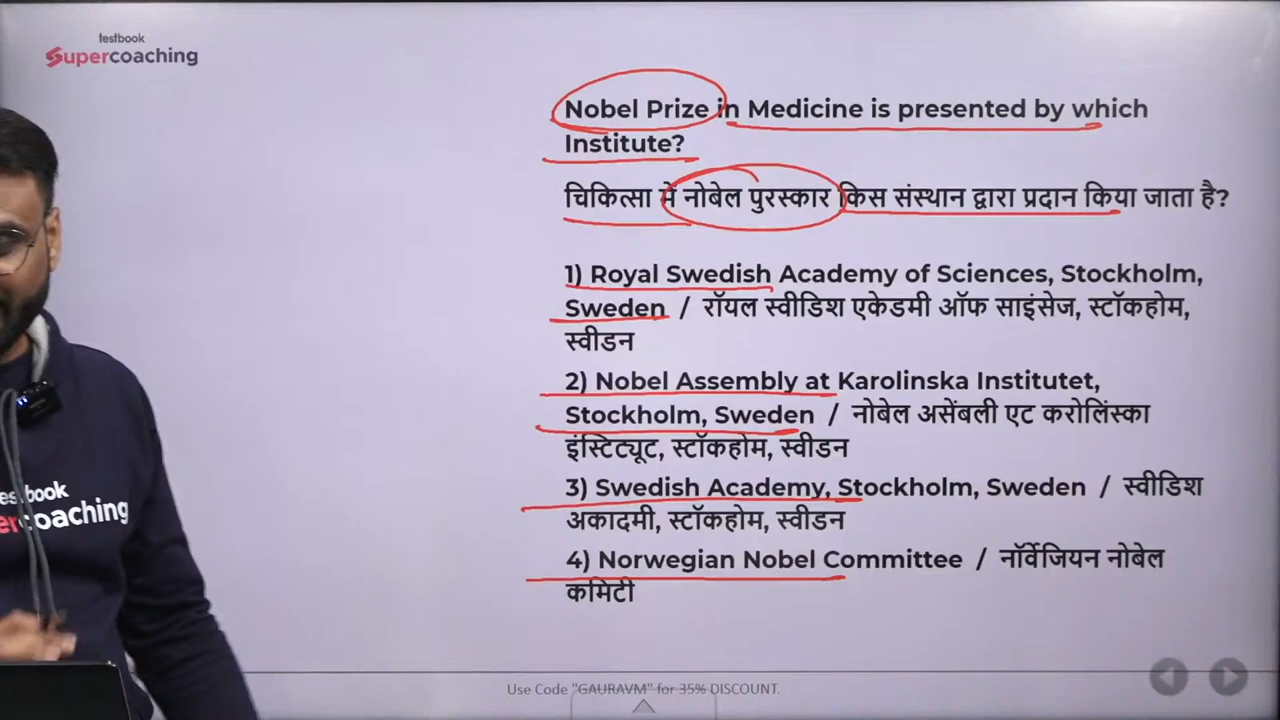 testbook
Supercoaching
Nobel Prize in Medicine is presented by which
Institute?
चिकित्सा मे नोबेल पुरस्कार किस संस्थान द्वारा प्रदान किया जाता है?
1) Royal Swedish Academy of Sciences, Stockholm,
Sweden / रॉयल स्वीडिश एकेडमी ऑफ साइंसेज, स्टॉकहोम,
स्वीडन
2) Nobel Assembly at Karolinska Institutet,
Stockholm, Sweden / नोबेल असेंबली एट करोलिंस्का
इंस्टिट्यूट, स्टॉकहोम, स्वीडन
3) Swedish Academy, Stockholm, Sweden / स्वीडिश
अकादमी, स्टॉकहोम, स्वीडन
4) Norwegian Nobel Committee / नॉर्वेजियन नोबेल
कमिटी
estbook
ercoaching
Use Code "GAURAVM" for 35% DISCOUNT.